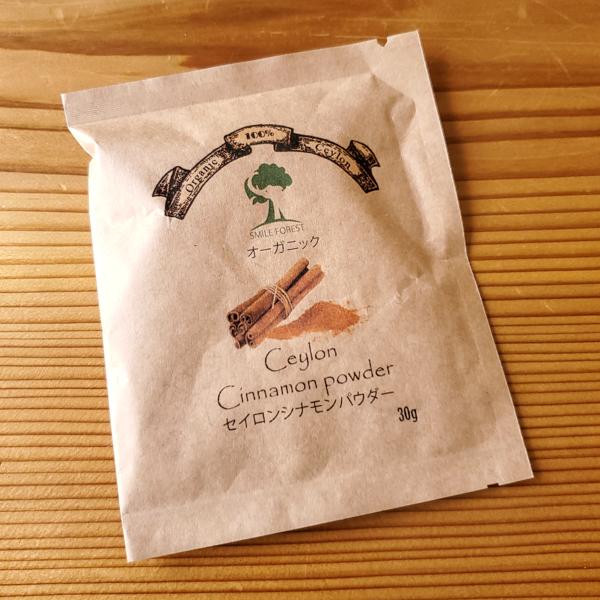 Organic 100% Ceylon
SMILE FOREST
オーガニック
Ceylon
Cinnamon powder
セイロンシナモンパウダー
30g